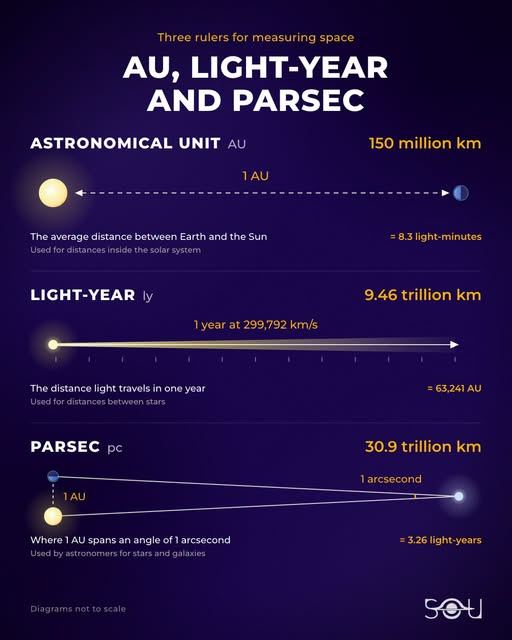 Three rulers for measuring space
AU, LIGHT-YEAR
AND PARSEC
ASTRONOMICAL UNIT AU
150 million km
1 AU
The average distance between Earth and the Sun
= 8.3 light-minutes
Used for distances inside the solar system
LIGHT-YEAR ly
9.46 trillion km
1 year at 299,792 km/s
The distance light travels in one year
= 63,241 AU
Used for distances between stars
PARSEC pc
30.9 trillion km
1 arcsecond
1 AU
Where 1 AU spans an angle of 1 arcsecond
= 3.26 light-years
Used by astronomers for stars and galaxies
Diagrams not to scale
SOU